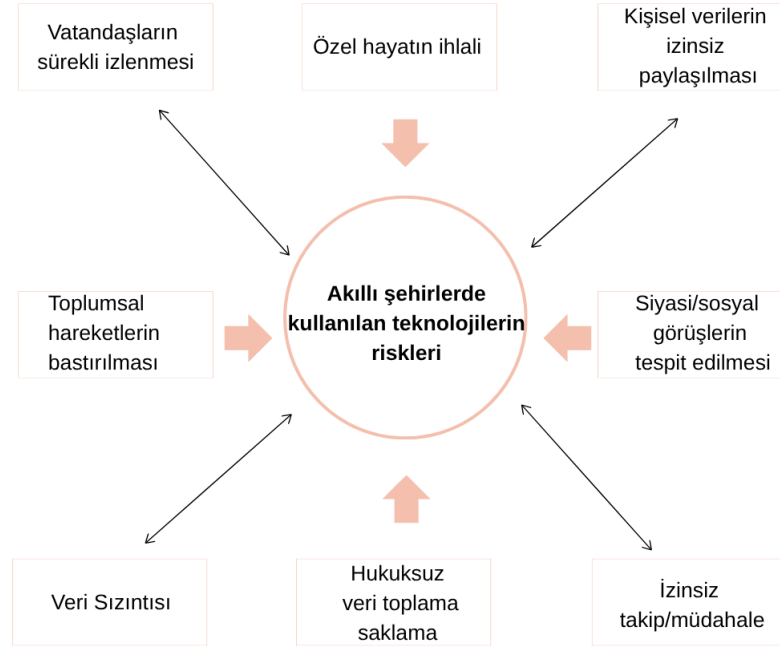 Vatandaşların
sürekli izlenmesi
Özel hayatın ihlali
Kişisel verilerin
izinsiz
paylaşılması
Toplumsal
hareketlerin
bastırılması
Akıllı şehirlerde
kullanılan teknolojilerin
riskleri
Siyasi/sosyal
görüşlerin
tespit edilmesi
Veri Sızıntısı
Hukuksuz
veri toplama
saklama
İzinsiz
takip/müdahale